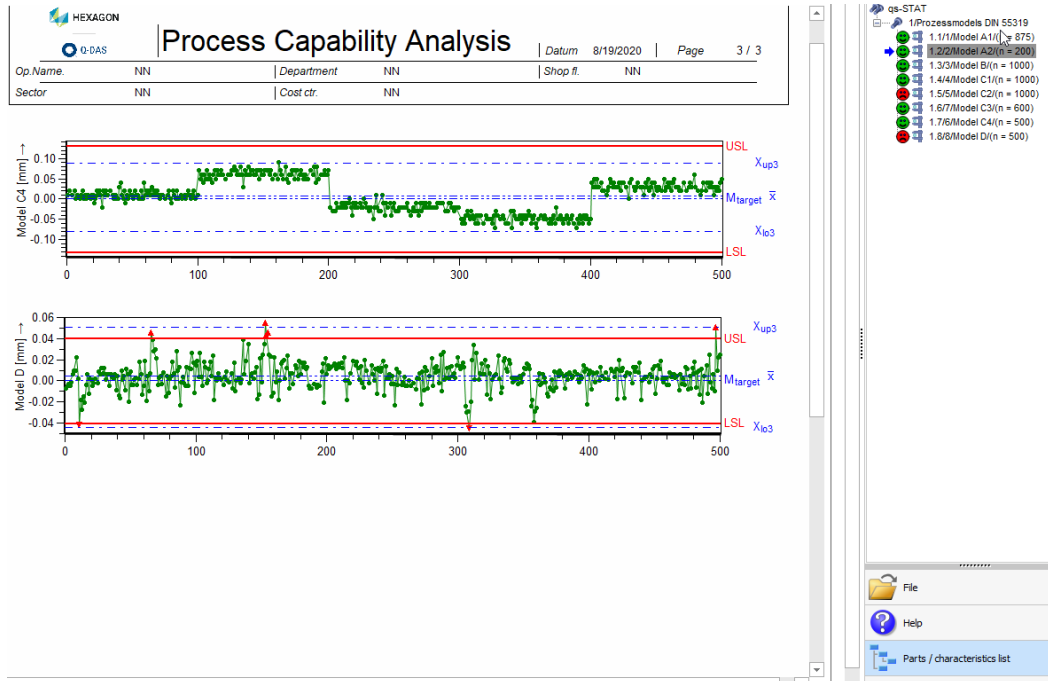 HEXAGON
Q-DAS
Process Capability Analysis
Datum 8/19/2020 Page 3 / 3
Op.Name. NN Department NN Shop fl. NN
Sector NN Cost ctr. NN
Model C4 [mm] →
0.10
0.05
0.00
-0.05
-0.10
USL
Xup3
Mtarget x̅
Xlo3
LSL
0 100 200 300 400 500
Model D [mm] →
0.06
0.04
0.02
0.00
-0.02
-0.04
Xup3
USL
Mtarget x̅
LSL Xlo3
0 100 200 300 400 500
qs-STAT
1/Prozessmodels DIN 55319
1.1/1/Model A1/(n = 875)
1.2/2/Model A2/(n = 200)
1.3/3/Model B/(n = 1000)
1.4/4/Model C1/(n = 1000)
1.5/5/Model C2/(n = 1000)
1.6/7/Model C3/(n = 600)
1.7/6/Model C4/(n = 500)
1.8/8/Model D/(n = 500)
File
Help
Parts / characteristics list